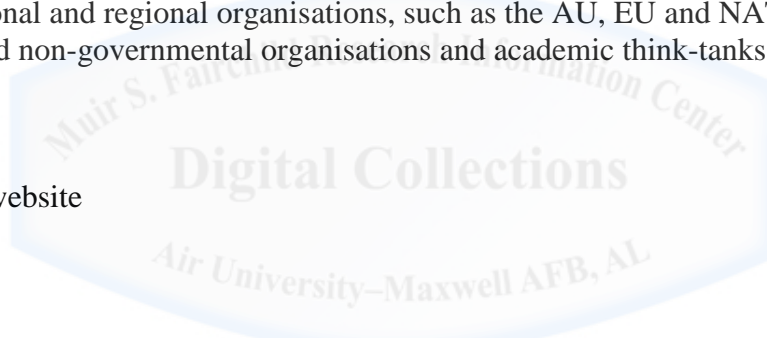 onal and regional organisations, such as the AU, EU and NAT
d non-governmental organisations and academic think-tanks
Muir S. Fairchild Research Information Center
Digital Collections
vebsite
Air University–Maxwell AFB, AL